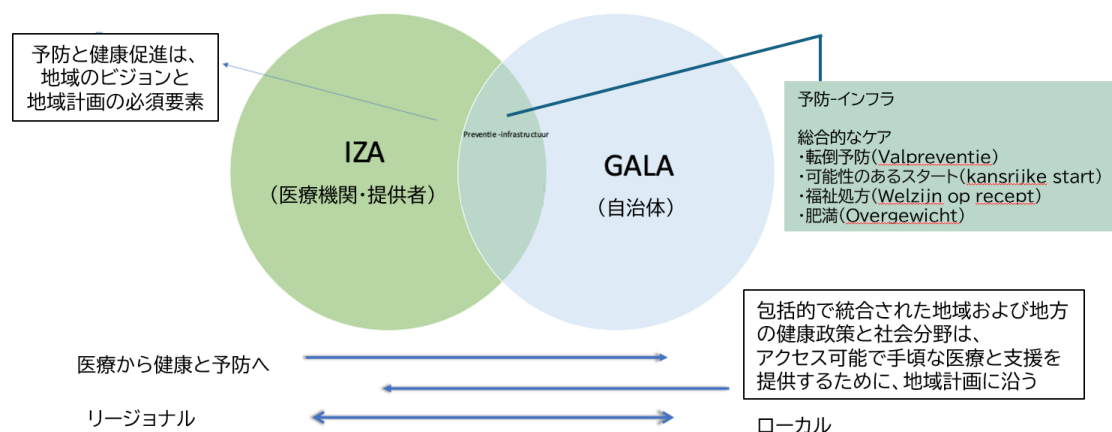 予防と健康促進は、
地域のビジョンと
地域計画の必須要素
IZA
（医療機関・提供者）
Preventie -infrastructuur
GALA
（自治体）
予防-インフラ
総合的なケア
・転倒予防(Valpreventie)
・可能性のあるスタート(kansrijke start)
・福祉処方(Welzijn op recept)
・肥満(Overgewicht)
包括的で統合された地域および地方
の健康政策と社会分野は、
アクセス可能で手頃な医療と支援を
提供するために、地域計画に沿う
医療から健康と予防へ
リージョナル
ローカル